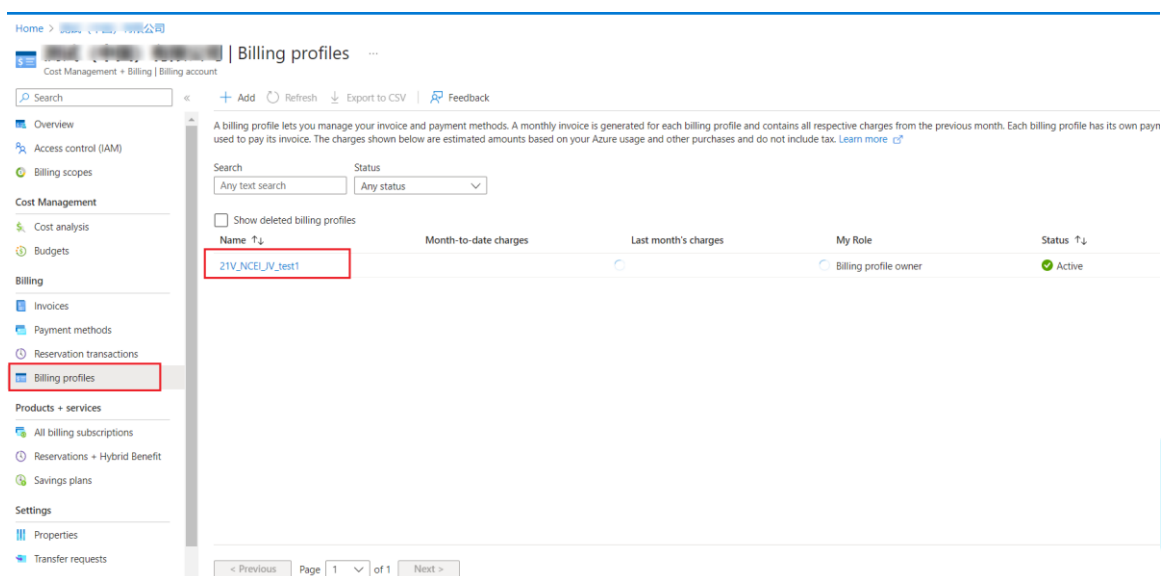 Home > 公司
| Billing profiles ...
Cost Management + Billing | Billing account
Search «
+ Add Refresh Export to CSV Feedback
Overview
Access control (IAM)
Billing scopes
Cost Management
Cost analysis
Budgets
Billing
Invoices
Payment methods
Reservation transactions
Billing profiles
Products + services
All billing subscriptions
Reservations + Hybrid Benefit
Savings plans
Settings
Properties
Transfer requests
A billing profile lets you manage your invoice and payment methods. A monthly invoice is generated for each billing profile and contains all respective charges from the previous month. Each billing profile has its own
used to pay its invoice. The charges shown below are estimated amounts based on your Azure usage and other purchases and do not include tax. Learn more
Search Status
Any text search Any status
Show deleted billing profiles
Name ↑↓ Month-to-date charges Last month's charges My Role Status ↑↓
21V_NCEI_JV_test1 Billing profile owner Active
< Previous Page 1 of 1 Next >